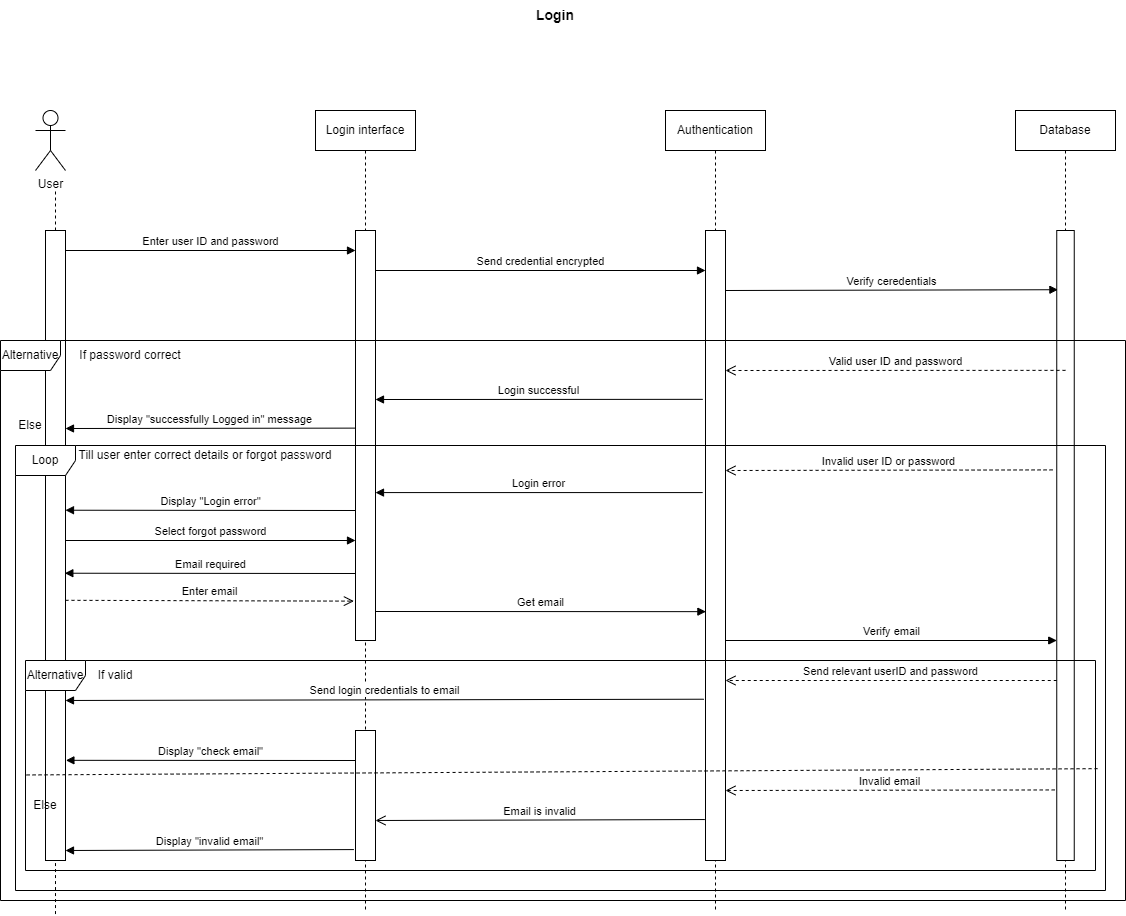 Login
User
Login interface
Authentication
Database
Enter user ID and password
Send credential encrypted
Verify ceredentials
Alternative
If password correct
Valid user ID and password
Login successful
Display "successfully Logged in" message
Else
Loop
Till user enter correct details or forgot password
Invalid user ID or password
Login error
Display "Login error"
Select forgot password
Email required
Enter email
Get email
Verify email
Alternative
If valid
Send relevant userID and password
Send login credentials to email
Display "check email"
Invalid email
Else
Email is invalid
Display "invalid email"